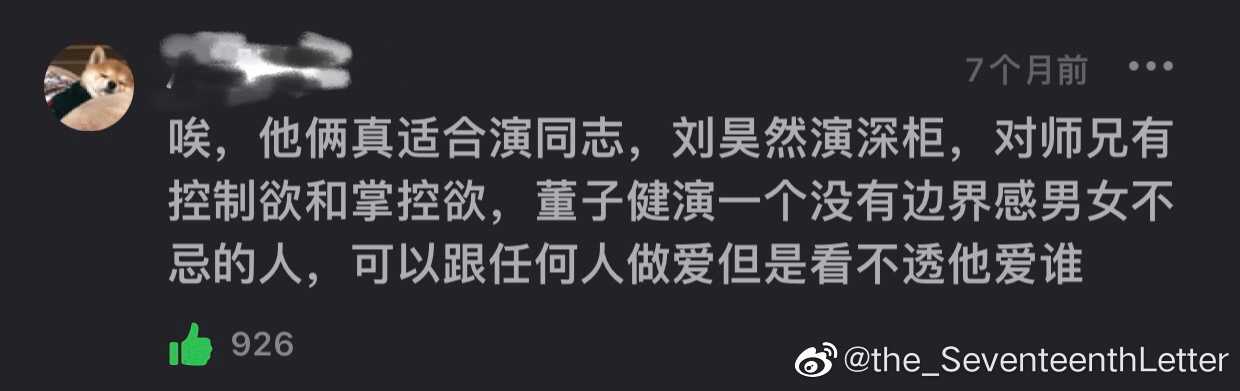 7个月前
唉，他俩真适合演同志，刘昊然演深柜，对师兄有
控制欲和掌控欲，董子健演一个没有边界感男女不
忌的人，可以跟任何人做爱但是看不透他爱谁
926
@the_SeventeenthLetter